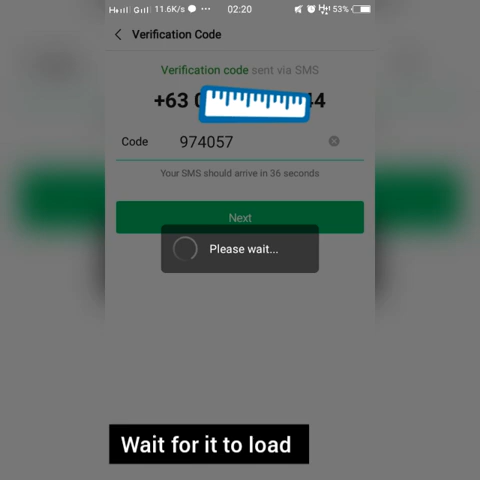 H 11.6K/s ... 02:20 53%
Verification Code
Verification code sent via SMS
+63 44
Code 974057
Your SMS should arrive in 36 seconds
Next
Please wait...
Wait for it to load